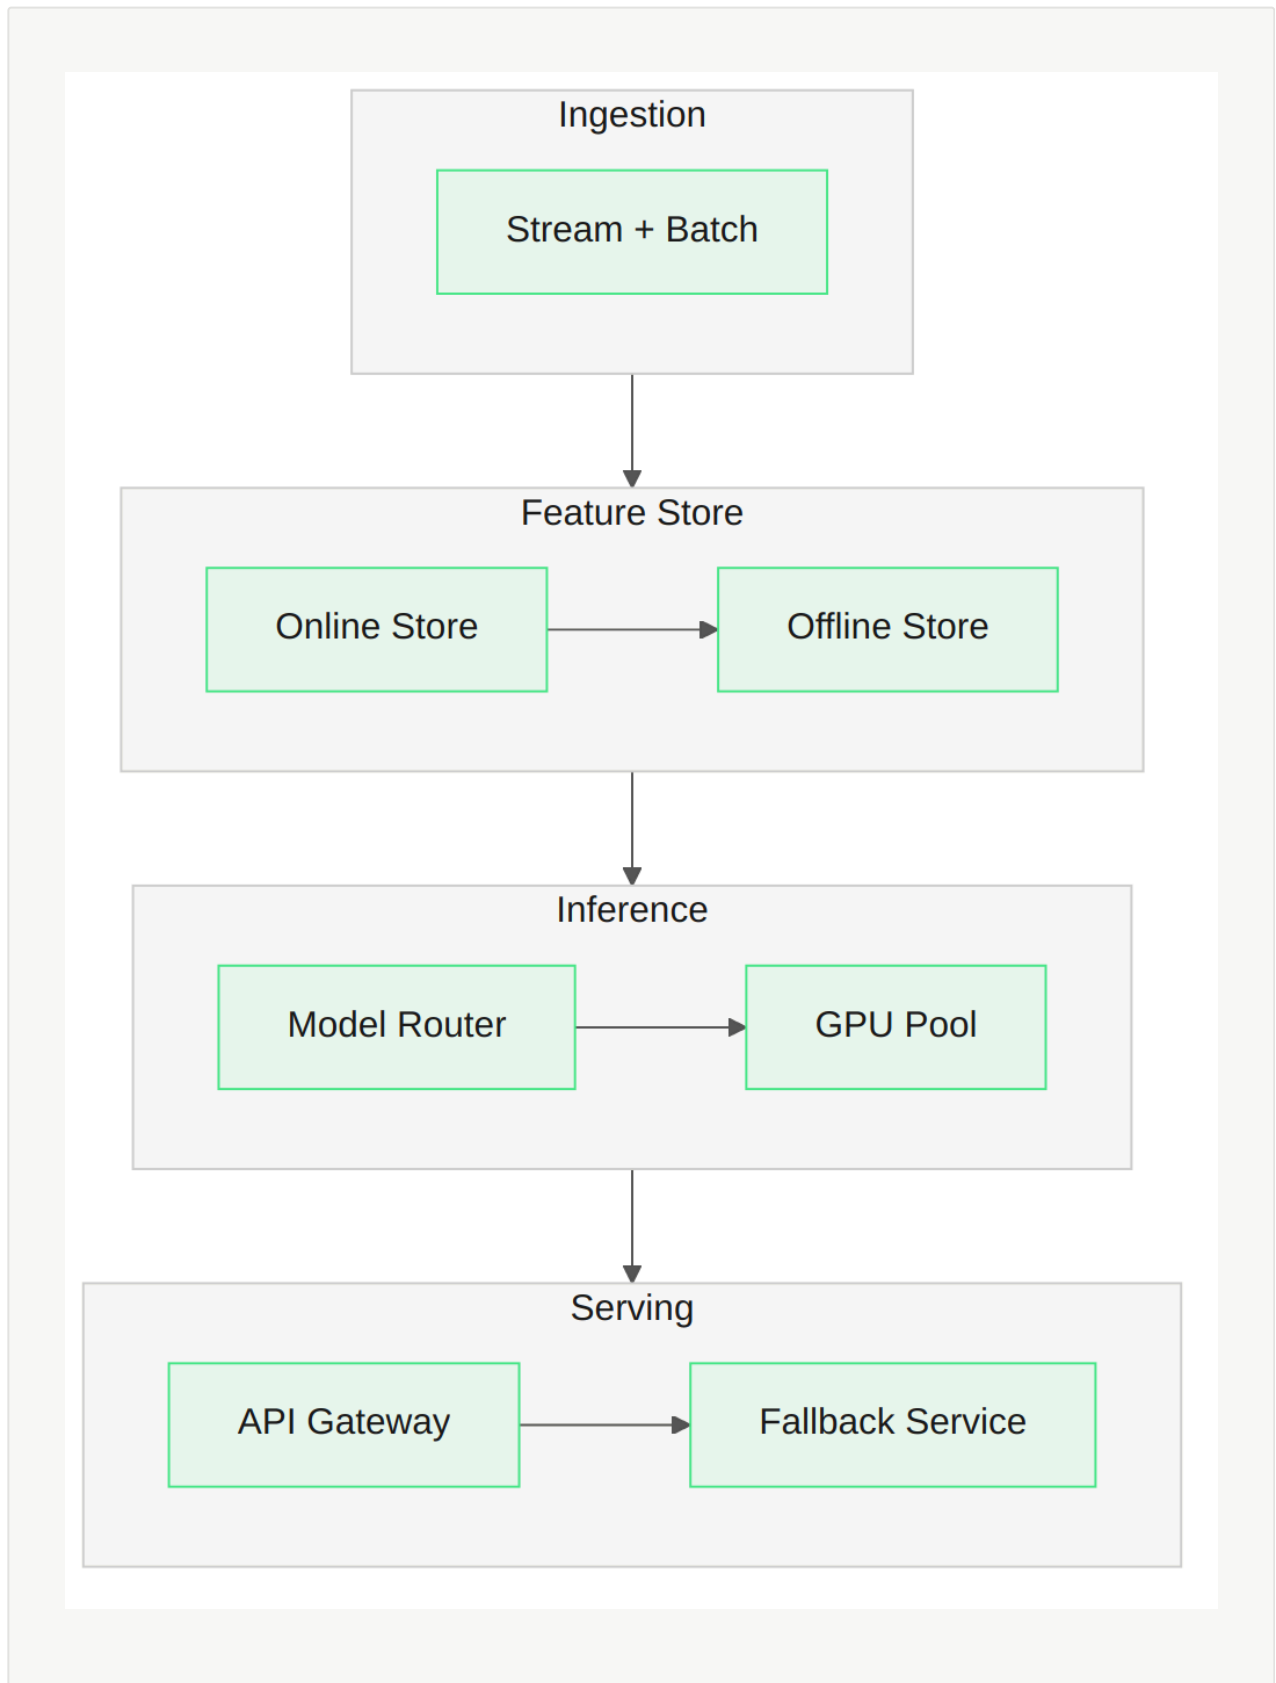 Ingestion
Stream + Batch
Feature Store
Online Store
Offline Store
Inference
Model Router
GPU Pool
Serving
API Gateway
Fallback Service